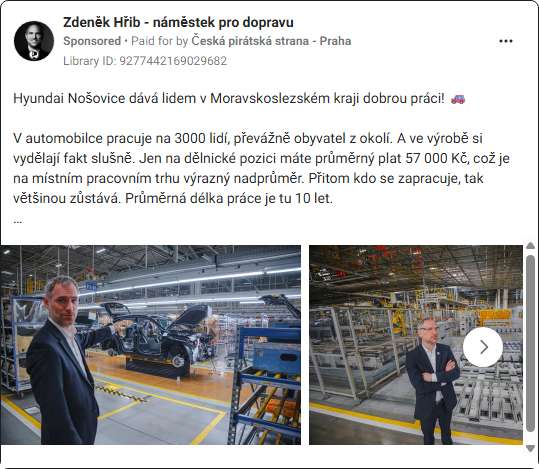 Zdeněk Hřib - náměstek pro dopravu
Sponsored • Paid for by Česká pirátská strana - Praha
Library ID: 9277442169029682
Hyundai Nošovice dává lidem v Moravskoslezském kraji dobrou práci! 🚗
V automobilce pracuje na 3000 lidí, převážně obyvatel z okolí. A ve výrobě si
vydělají fakt slušně. Jen na dělnické pozici máte průměrný plat 57 000 Kč, což je
na místním pracovním trhu výrazný nadprůměr. Přitom kdo se zapracuje, tak
většinou zůstává. Průměrná délka práce je tu 10 let.
...